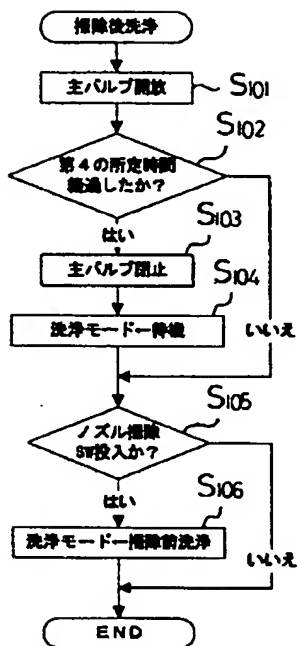 掃除後洗浄
主バルブ開放
S101
S102
第4の所定時間
経過したか?
はい
S103
主バルブ閉止
S104
洗浄モード←待機
いいえ
S105
ノズル掃除
SW投入か?
はい
S106
洗浄モード←掃除前洗浄
いいえ
END